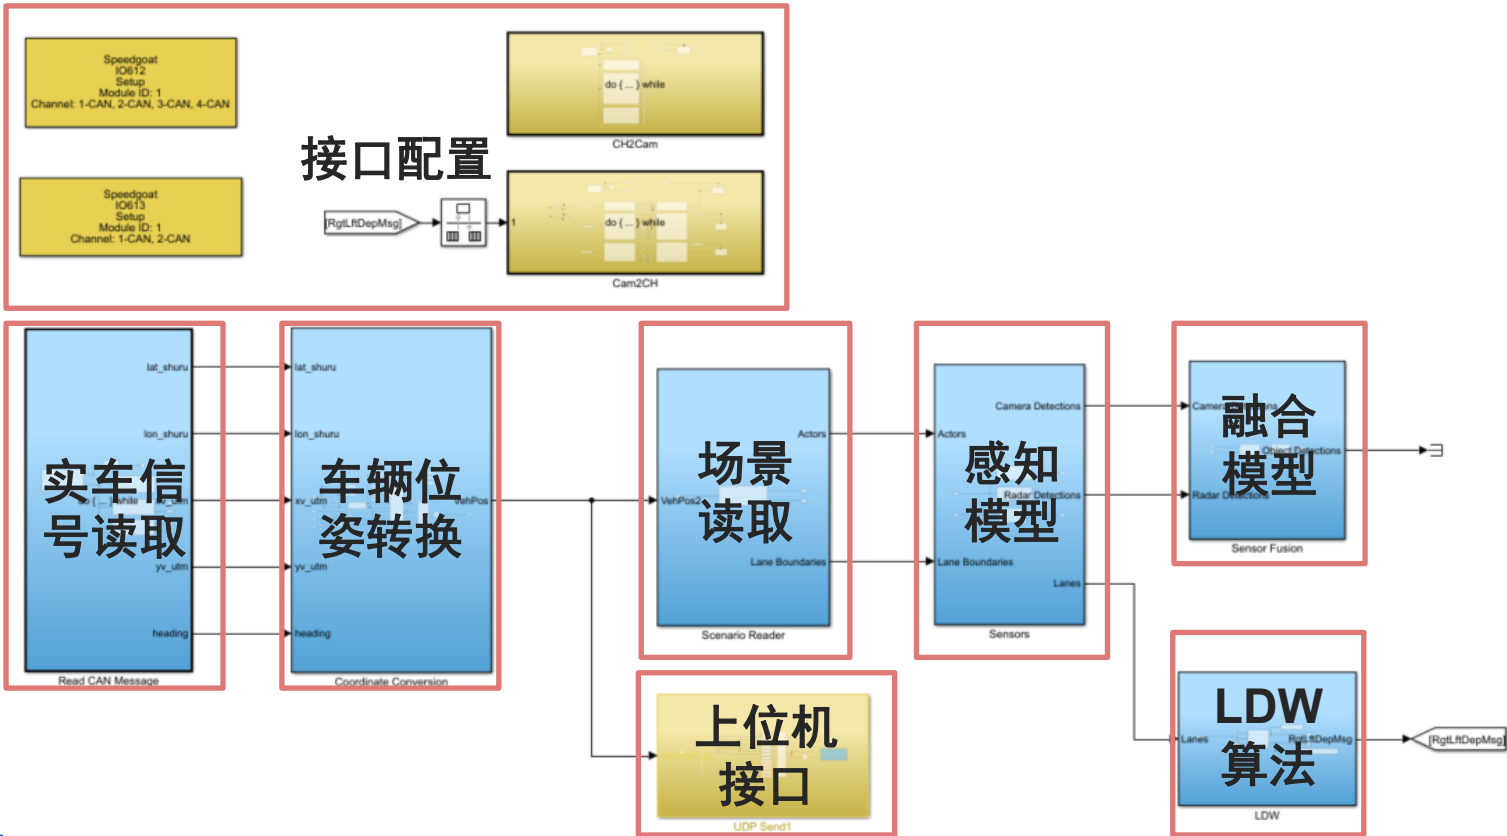 Speedgoat
IO612
Setup
Module ID: 1
Channel: 1-CAN, 2-CAN, 3-CAN, 4-CAN
do { ... } while
CH2Cam
接口配置
Speedgoat
IO613
Setup
Module ID: 1
Channel: 1-CAN, 2-CAN
[RgtLftDepMsg]
1
do { ... } while
Cam2CH
lat_shuru
lon_shuru
yv_utm
heading
实车信
号读取
Read CAN Message
lat_shuru
lon_shuru
xv_utm
yv_utm
heading
VehPos
车辆位
姿转换
Coordinate Conversion
VehPos2
Actors
Lane Boundaries
场景
读取
Scenario Reader
Actors
Lane Boundaries
Camera Detections
Radar Detections
Lanes
感知
模型
Sensors
Camera Detections
Radar Detections
Object Detections
融合
模型
Sensor Fusion
上位机
接口
UDP Send1
Lanes
RgtLftDepMsg
LDW
算法
LDW
[RgtLftDepMsg]